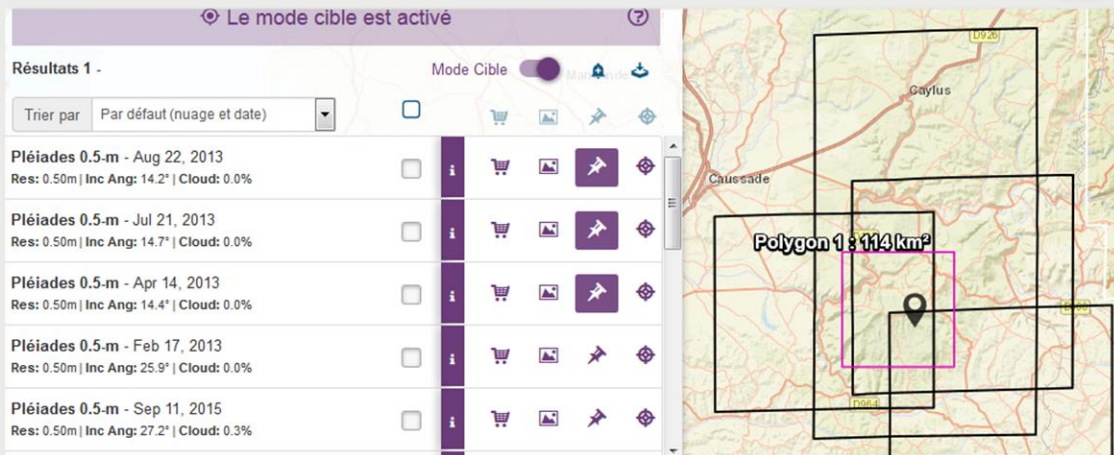 Le mode cible est activé
Résultats 1 -
Mode Cible
Trier par
Par défaut (nuage et date)
Pléiades 0.5-m - Aug 22, 2013
Res: 0.50m | Inc Ang: 14.2° | Cloud: 0.0%
Pléiades 0.5-m - Jul 21, 2013
Res: 0.50m | Inc Ang: 14.7° | Cloud: 0.0%
Pléiades 0.5-m - Apr 14, 2013
Res: 0.50m | Inc Ang: 14.4° | Cloud: 0.0%
Pléiades 0.5-m - Feb 17, 2013
Res: 0.50m | Inc Ang: 25.9° | Cloud: 0.0%
Pléiades 0.5-m - Sep 11, 2015
Res: 0.50m | Inc Ang: 27.2° | Cloud: 0.3%
D926
Caylus
Caussade
Polygon 1 : 114 km²
D964